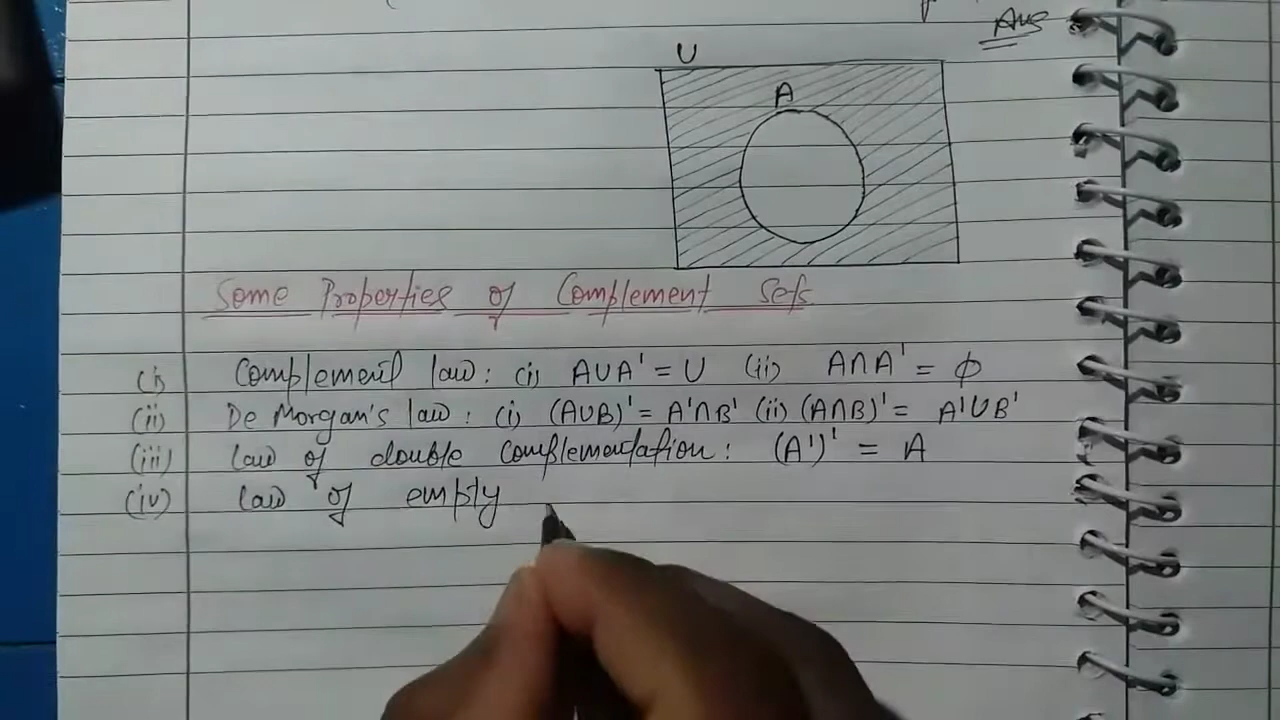 Ans
U
A
Some Properties of Complement Sets
(i) Complement law: (i) A∪A' = U (ii) A∩A' = ϕ
(ii) De Morgan's law: (i) (A∪B)' = A'∩B' (ii) (A∩B)' = A'∪B'
(iii) law of double complementation: (A')' = A
(iv) law of empty